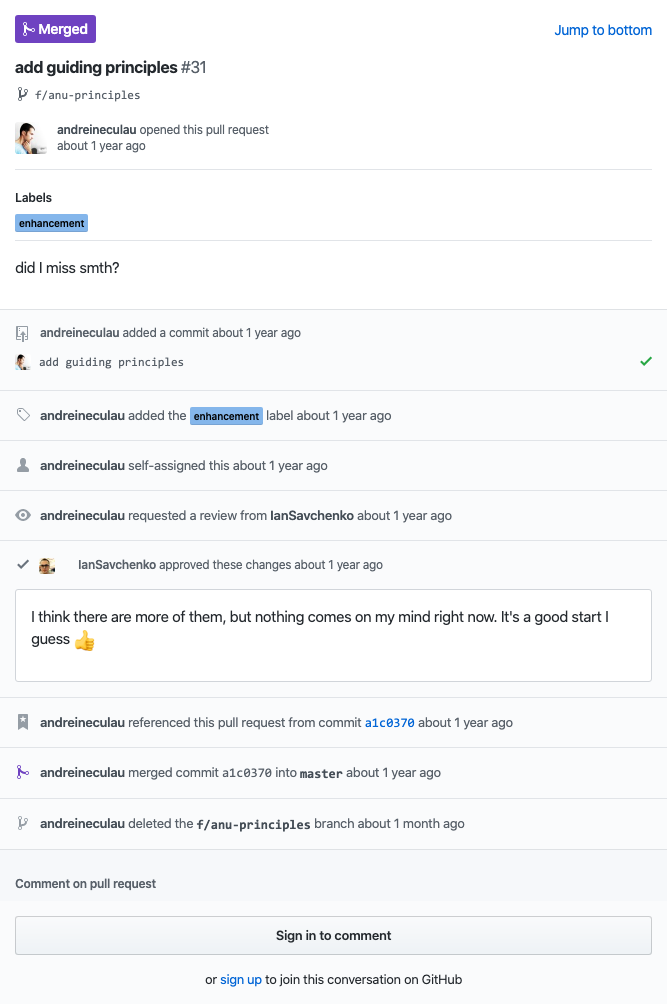 Merged
Jump to bottom
add guiding principles #31
f/anu-principles
andreineculau opened this pull request
about 1 year ago
Labels
enhancement
did I miss smth?
andreineculau added a commit about 1 year ago
add guiding principles
andreineculau added the enhancement label about 1 year ago
andreineculau self-assigned this about 1 year ago
andreineculau requested a review from IanSavchenko about 1 year ago
IanSavchenko approved these changes about 1 year ago
I think there are more of them, but nothing comes on my mind right now. It's a good start I
guess 👍
andreineculau referenced this pull request from commit a1c0370 about 1 year ago
andreineculau merged commit a1c0370 into master about 1 year ago
andreineculau deleted the f/anu-principles branch about 1 month ago
Comment on pull request
Sign in to comment
or sign up to join this conversation on GitHub